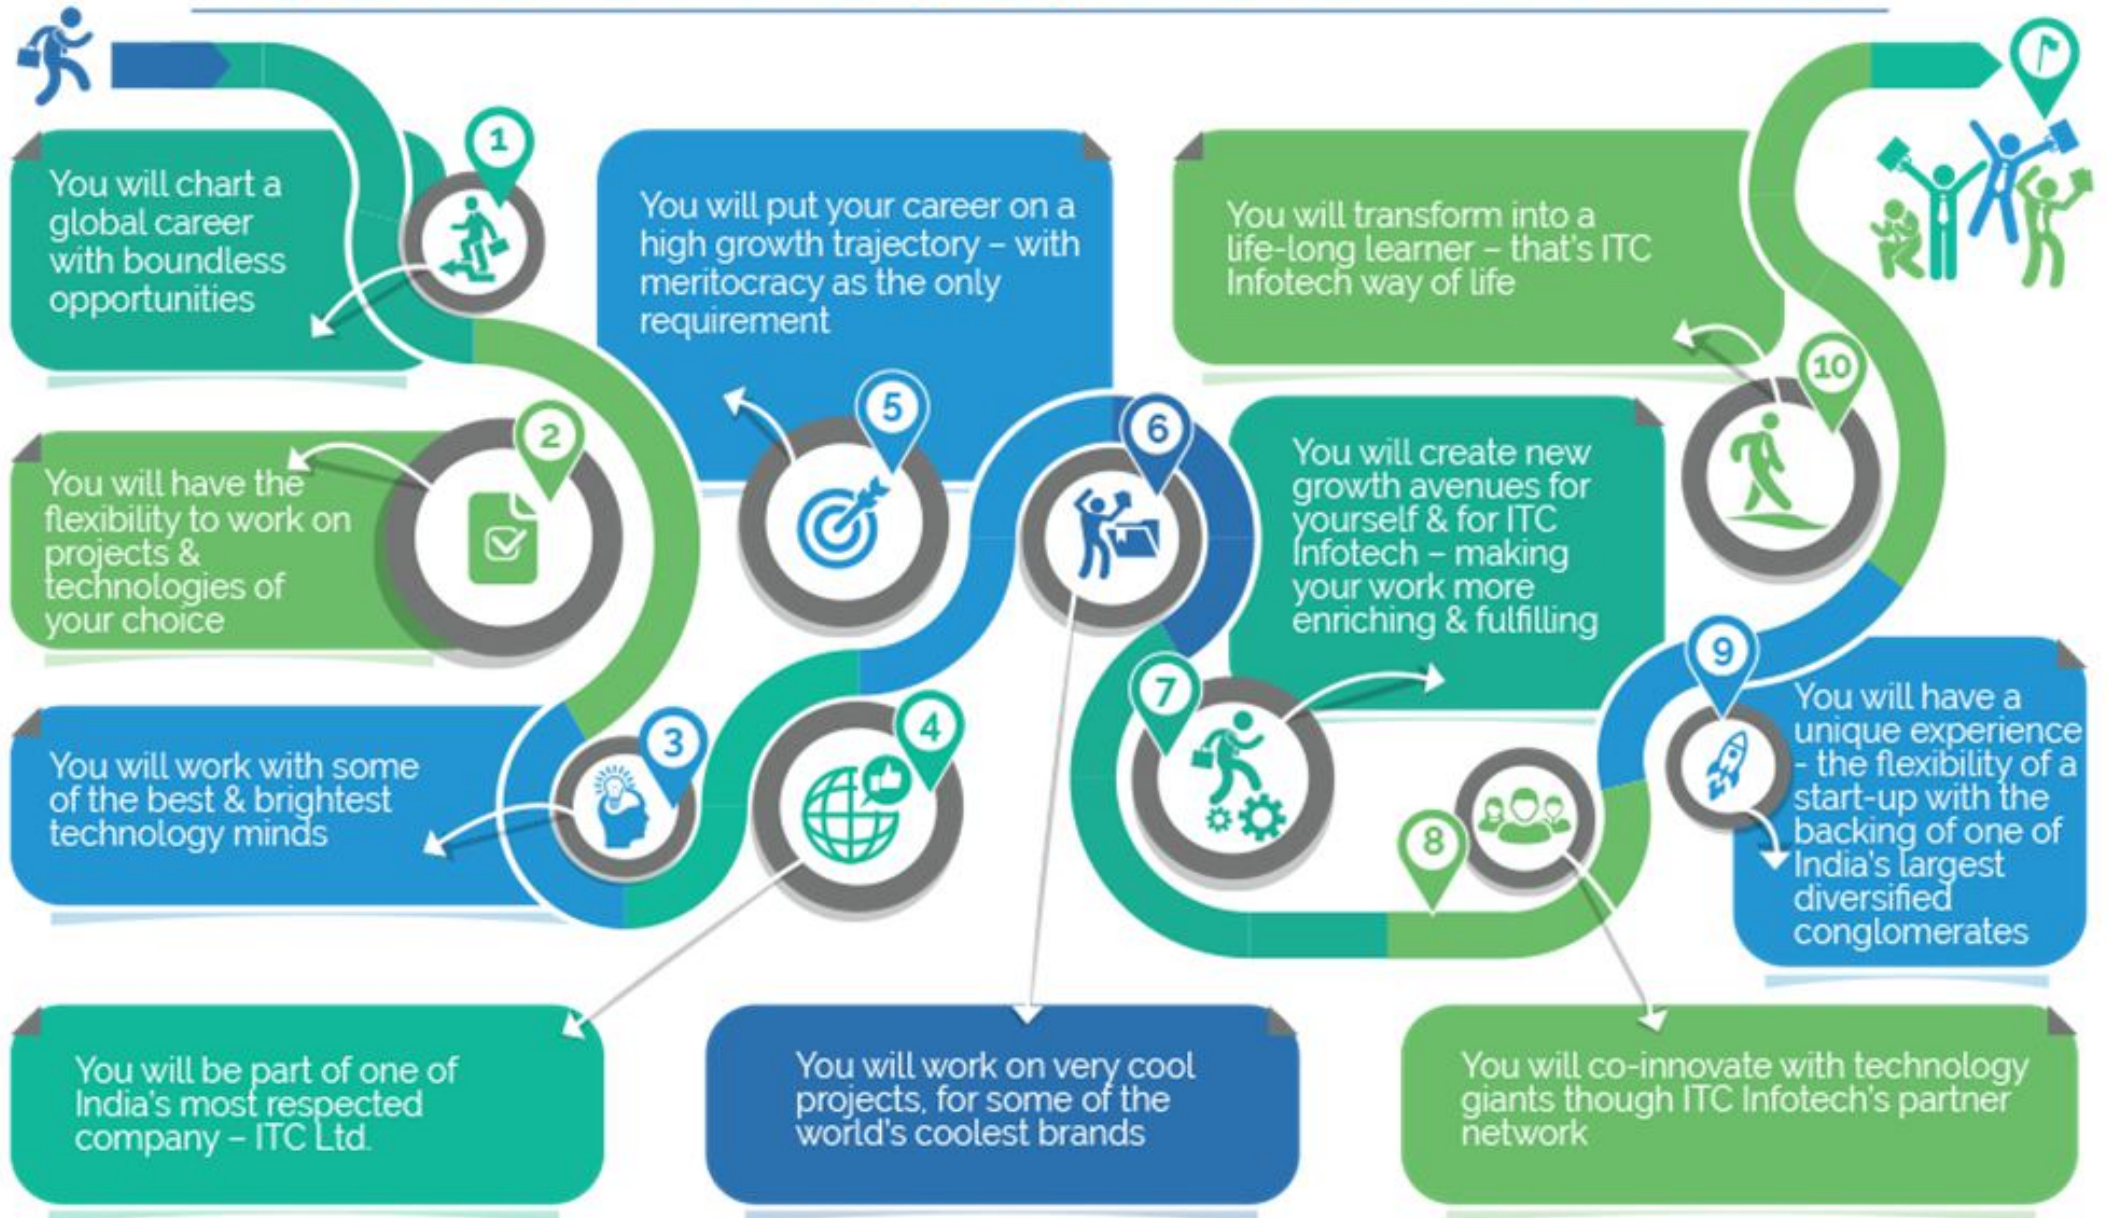 1
You will chart a
global career
with boundless
opportunities
2
You will have the
flexibility to work on
projects &
technologies of
your choice
3
You will work with some
of the best & brightest
technology minds
4
You will be part of one of
India's most respected
company – ITC Ltd.
5
You will put your career on a
high growth trajectory – with
meritocracy as the only
requirement
6
You will work on very cool
projects, for some of the
world's coolest brands
7
You will create new
growth avenues for
yourself & for ITC
Infotech – making
your work more
enriching & fulfilling
8
You will co-innovate with technology
giants though ITC Infotech's partner
network
9
You will have a
unique experience
- the flexibility of a
start-up with the
backing of one of
India's largest
diversified
conglomerates
10
You will transform into a
life-long learner – that's ITC
Infotech way of life